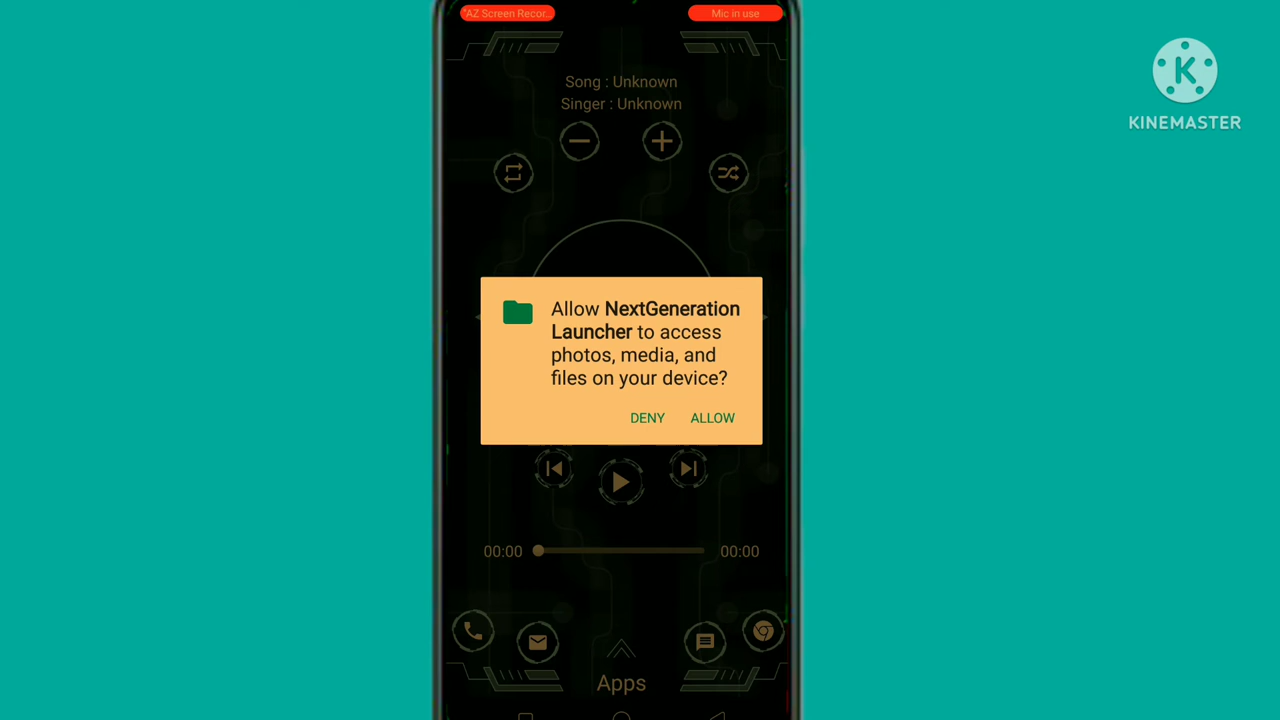 "AZ Screen Recor...
Mic in use
Song : Unknown
Singer : Unknown
K
KINEMASTER
Allow NextGeneration
Launcher to access
photos, media, and
files on your device?
DENY ALLOW
00:00 00:00
Apps